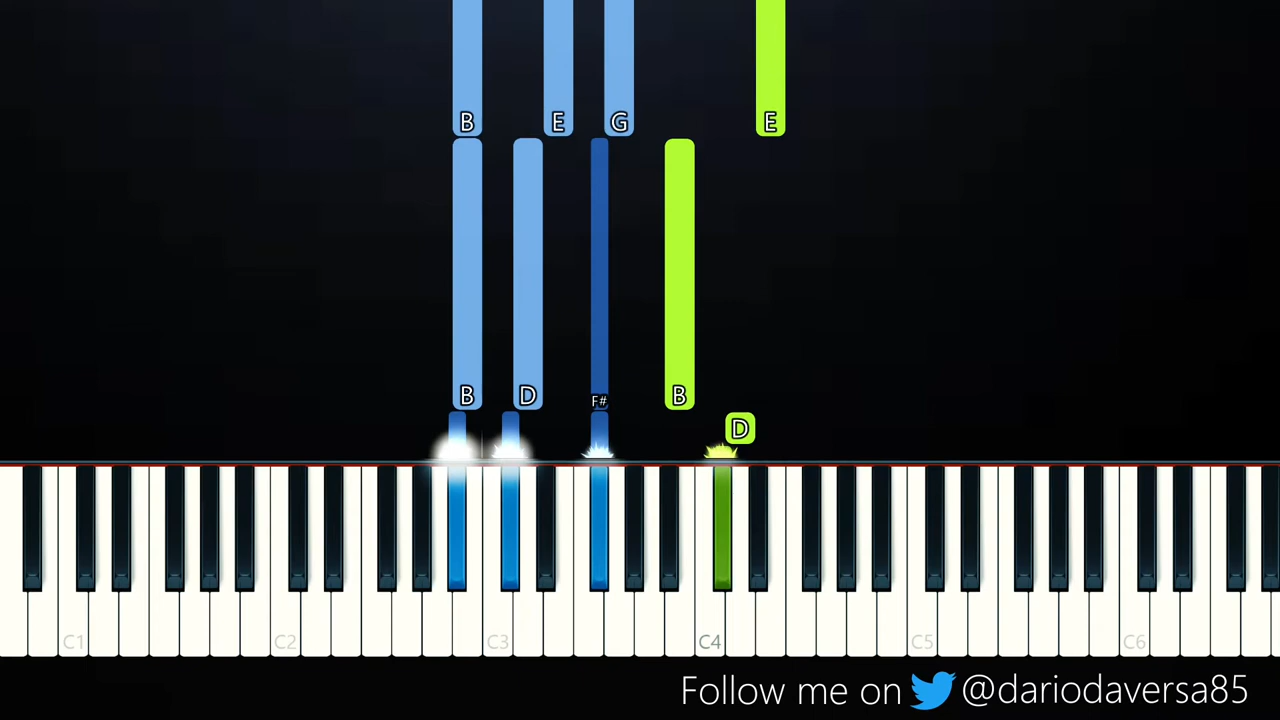 B E G E
B D F# B
D
C1 C2 C3 C4 C5 C6
Follow me on @dariodaversa85